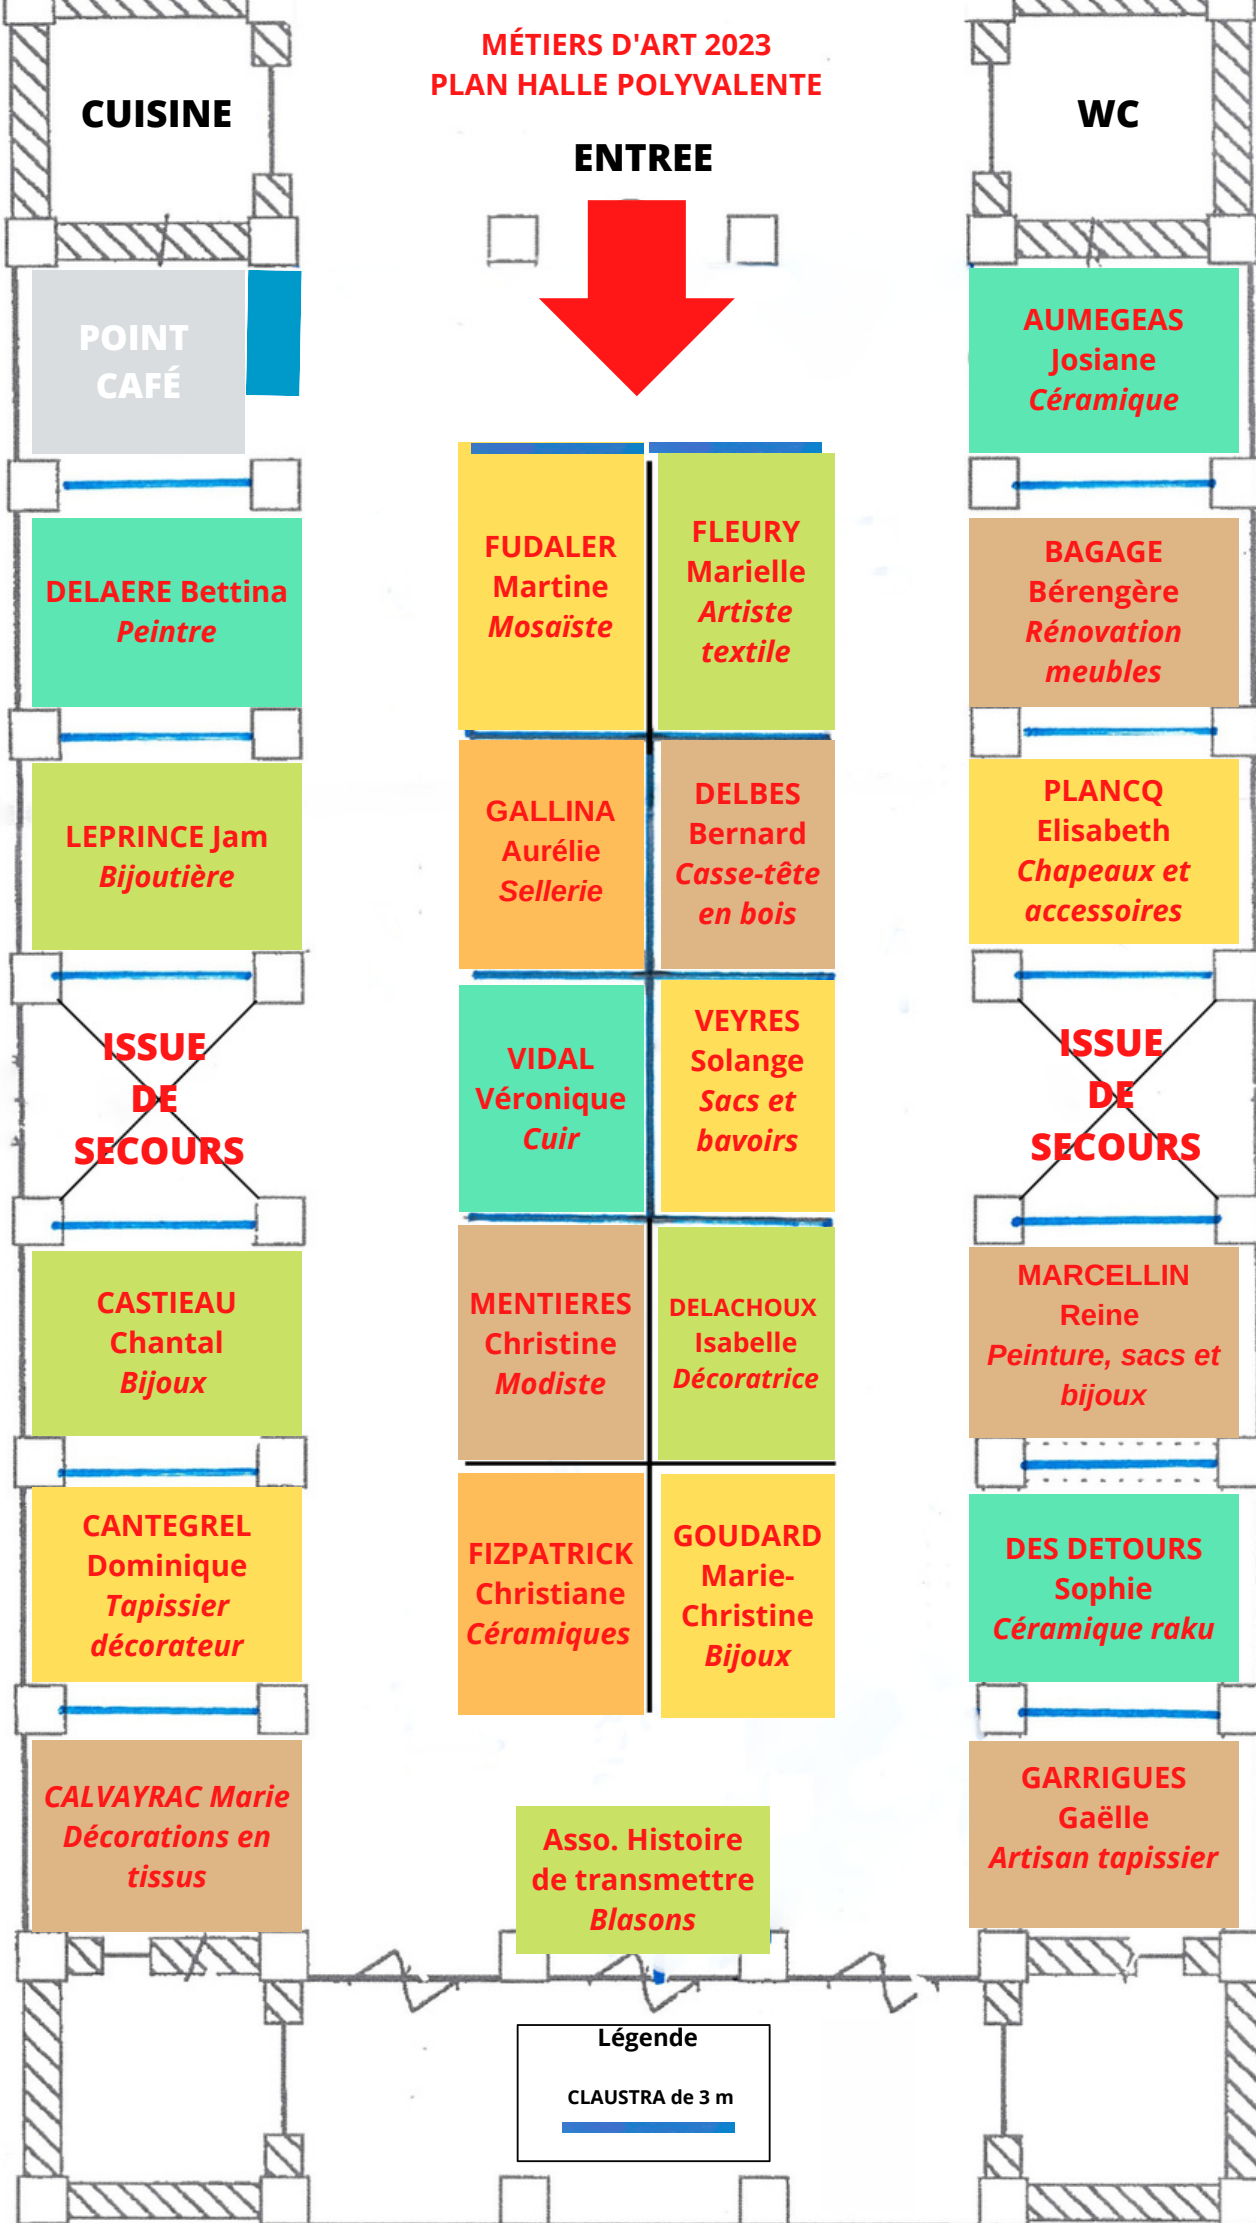 MÉTIERS D'ART 2023
PLAN HALLE POLYVALENTE
CUISINE
ENTREE
WC
POINT
CAFÉ
AUMEGEAS
Josiane
Céramique
DELAERE Bettina
Peintre
FUDALER
Martine
Mosaïste
FLEURY
Marielle
Artiste
textile
BAGAGE
Bérengère
Rénovation
meubles
LEPRINCE Jam
Bijoutière
GALLINA
Aurélie
Sellerie
DELBES
Bernard
Casse-tête
en bois
PLANCQ
Elisabeth
Chapeaux et
accessoires
ISSUE
DE
SECOURS
VIDAL
Véronique
Cuir
VEYRES
Solange
Sacs et
bavoirs
ISSUE
DE
SECOURS
CASTIEAU
Chantal
Bijoux
MENTIERES
Christine
Modiste
DELACHOUX
Isabelle
Décoratrice
MARCELLIN
Reine
Peinture, sacs et
bijoux
CANTEGREL
Dominique
Tapissier
décorateur
FIZPATRICK
Christiane
Céramiques
GOUDARD
Marie-
Christine
Bijoux
DES DETOURS
Sophie
Céramique raku
CALVAYRAC Marie
Décorations en
tissus
Asso. Histoire
de transmettre
Blasons
GARRIGUES
Gaëlle
Artisan tapissier
Légende
CLAUSTRA de 3 m